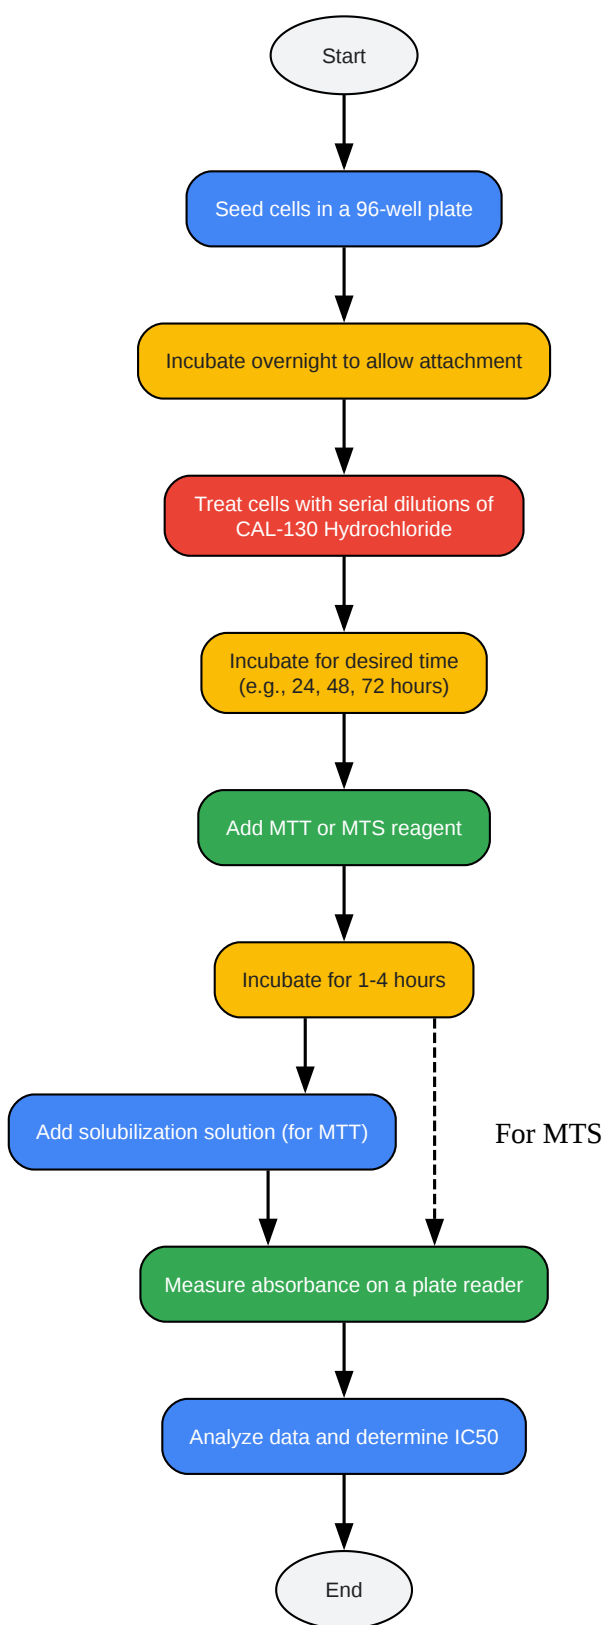 Start
Seed cells in a 96-well plate
Incubate overnight to allow attachment
Treat cells with serial dilutions of
CAL-130 Hydrochloride
Incubate for desired time
(e.g., 24, 48, 72 hours)
Add MTT or MTS reagent
Incubate for 1-4 hours
Add solubilization solution (for MTT)
For MTS
Measure absorbance on a plate reader
Analyze data and determine IC50
End